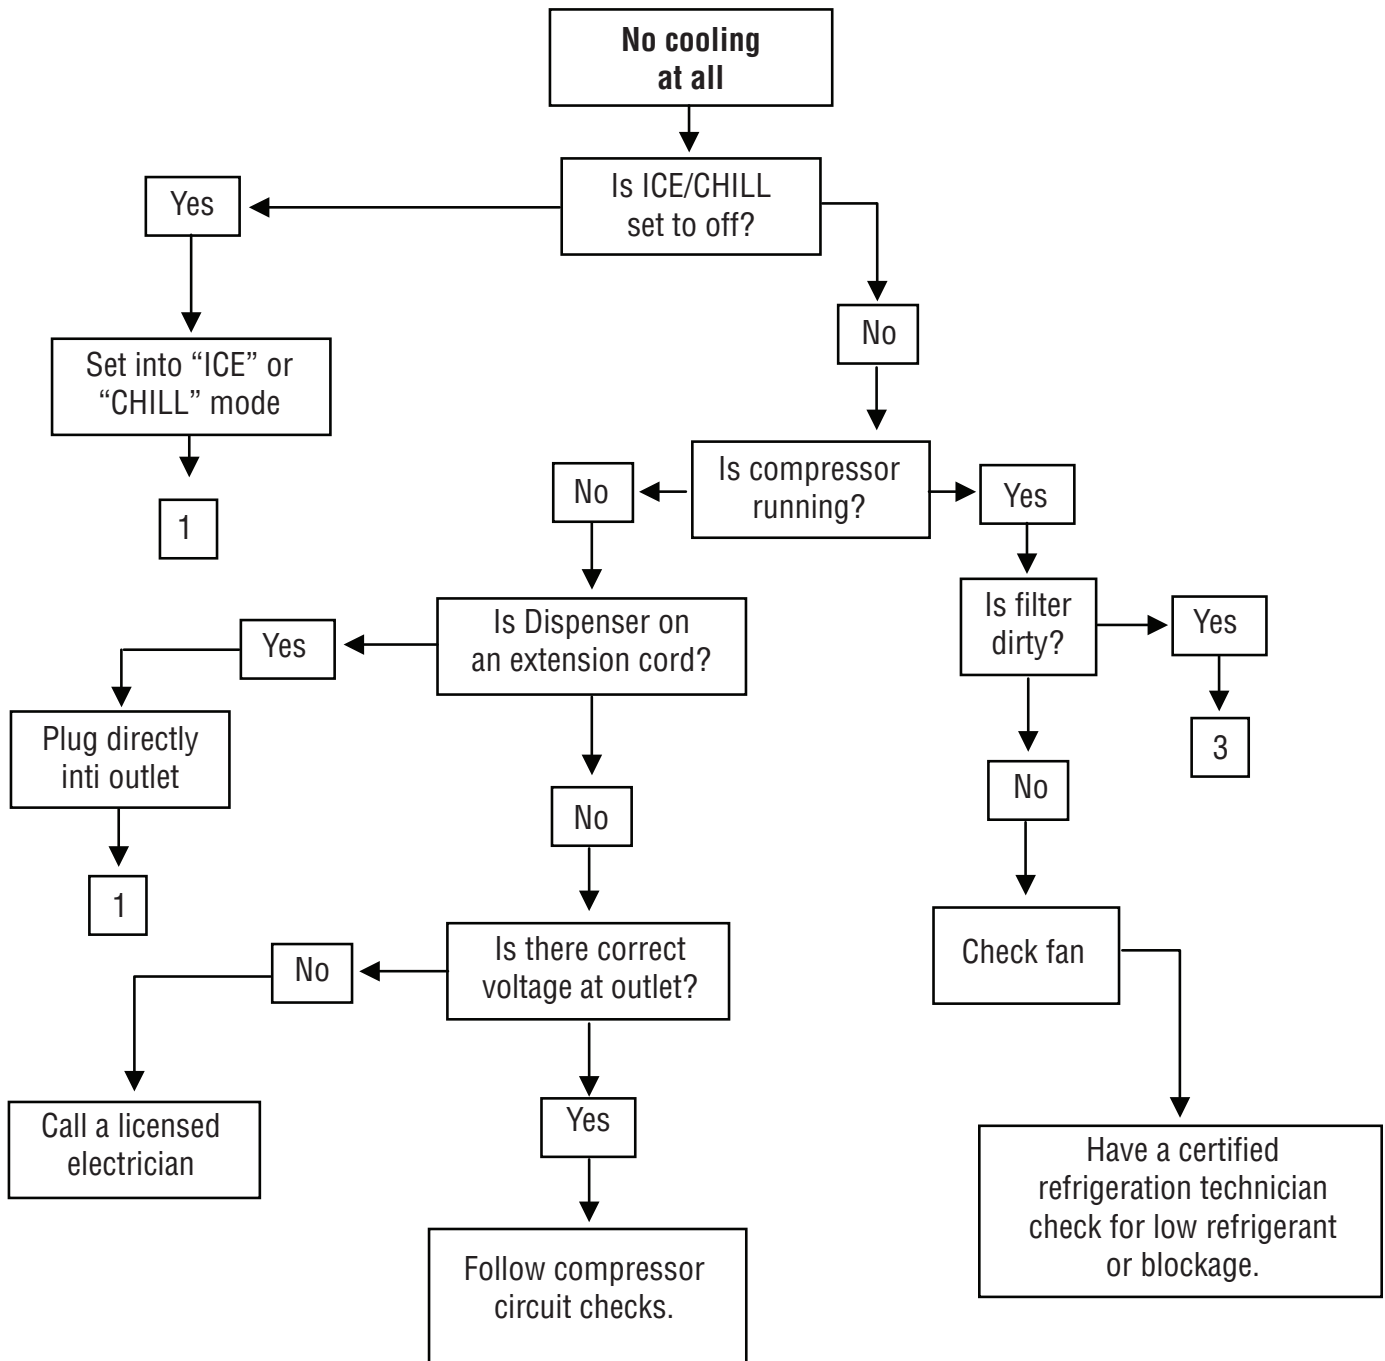 No cooling
at all
Is ICE/CHILL
set to off?
Yes
No
Set into “ICE” or
“CHILL” mode
1
Is compressor
running?
No
Yes
Is Dispenser on
an extension cord?
Yes
Plug directly
inti outlet
1
No
Is there correct
voltage at outlet?
No
Call a licensed
electrician
Yes
Follow compressor
circuit checks.
Is filter
dirty?
Yes
3
No
Check fan
Have a certified
refrigeration technician
check for low refrigerant
or blockage.